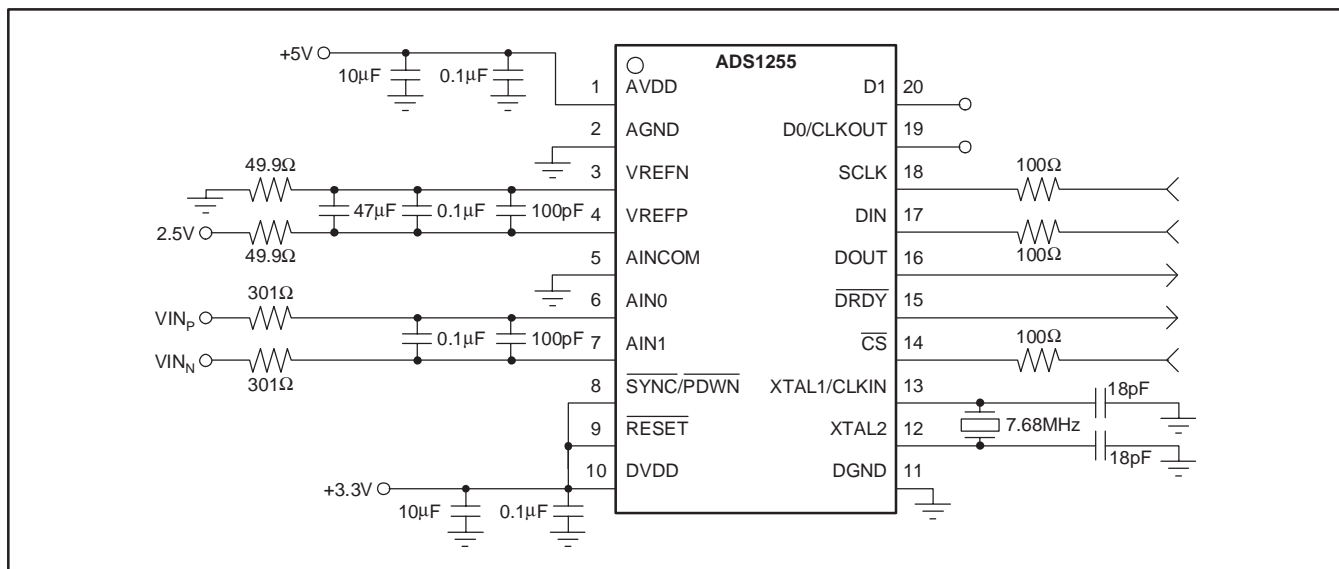 ADS1255
+5V
10µF
0.1µF
1 AVDD
D1 20
2 AGND
D0/CLKOUT 19
49.9Ω
3 VREFN
SCLK 18
100Ω
47µF
0.1µF
100pF
2.5V
4 VREFP
DIN 17
49.9Ω
100Ω
5 AINCOM
DOUT 16
301Ω
6 AIN0
DRDY 15
VINP
0.1µF
100pF
7 AIN1
CS 14
100Ω
VINN
301Ω
8 SYNC/PDWN
XTAL1/CLKIN 13
18pF
9 RESET
XTAL2 12
7.68MHz
18pF
10 DVDD
DGND 11
+3.3V
10µF
0.1µF